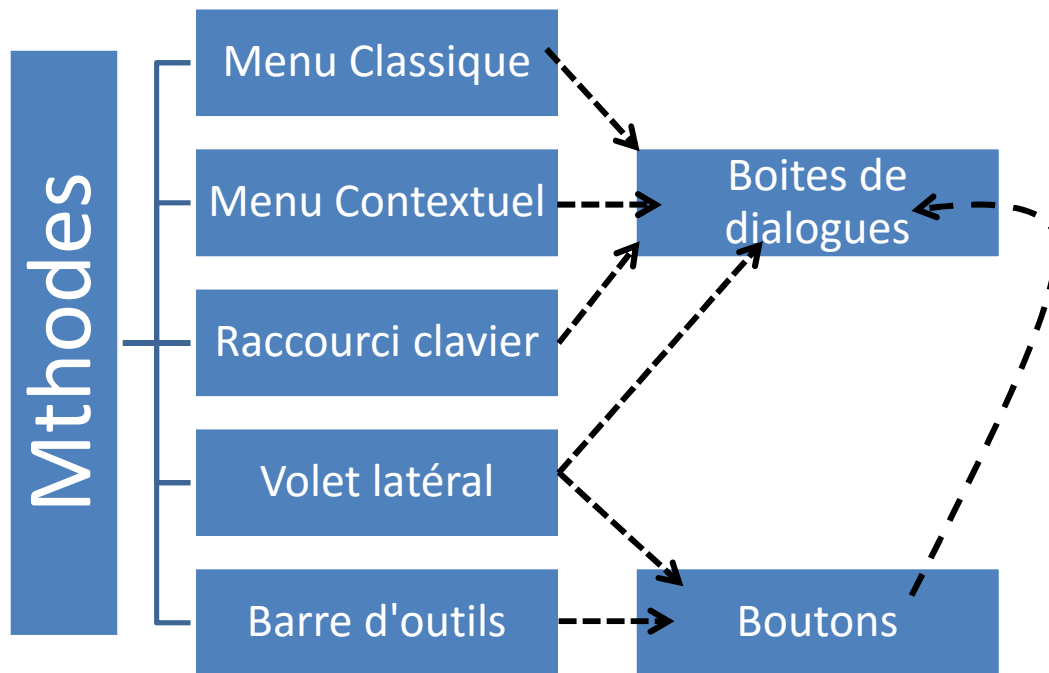 Mthodes
Menu Classique
Menu Contextuel
Raccourci clavier
Volet latéral
Barre d'outils
Boites de
dialogues
Boutons